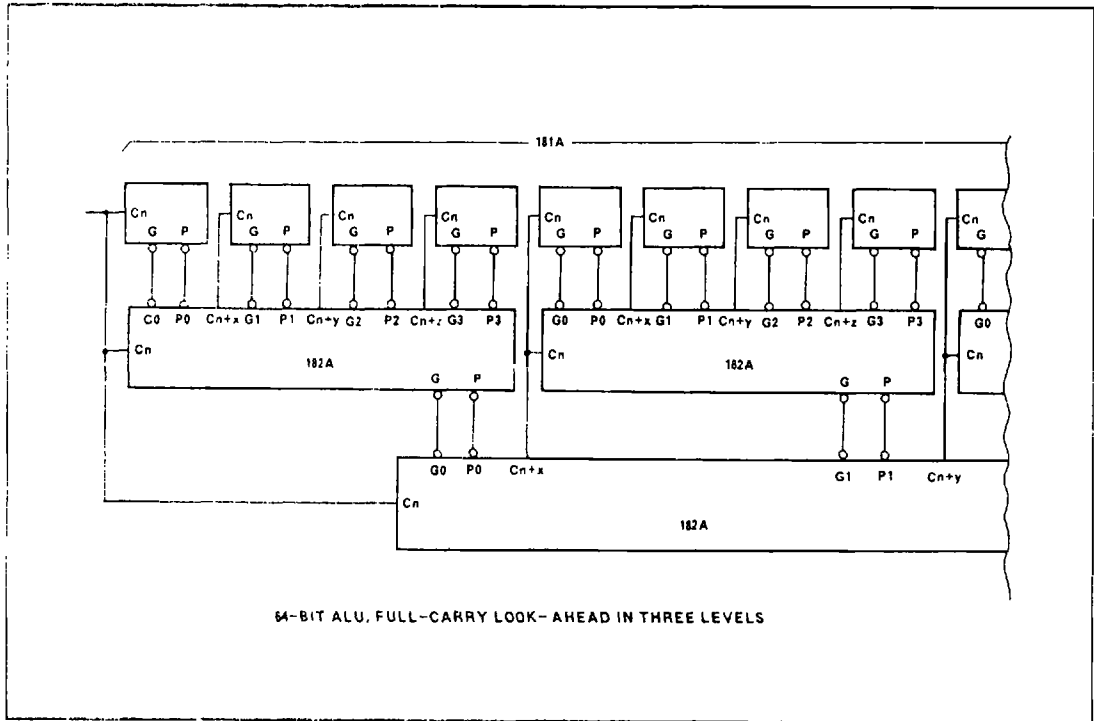 181A
Cn Cn Cn Cn Cn Cn Cn Cn Cn
G P G P G P G P G P G P G P G P G
G0 P0 Cn+x G1 P1 Cn+y G2 P2 Cn+z G3 P3 G0 P0 Cn+x G1 P1 Cn+y G2 P2 Cn+z G3 P3 G0
Cn 182A Cn 182A Cn
G P G P
G0 P0 Cn+x G1 P1 Cn+y
Cn
182A
64-BIT ALU, FULL-CARRY LOOK-AHEAD IN THREE LEVELS